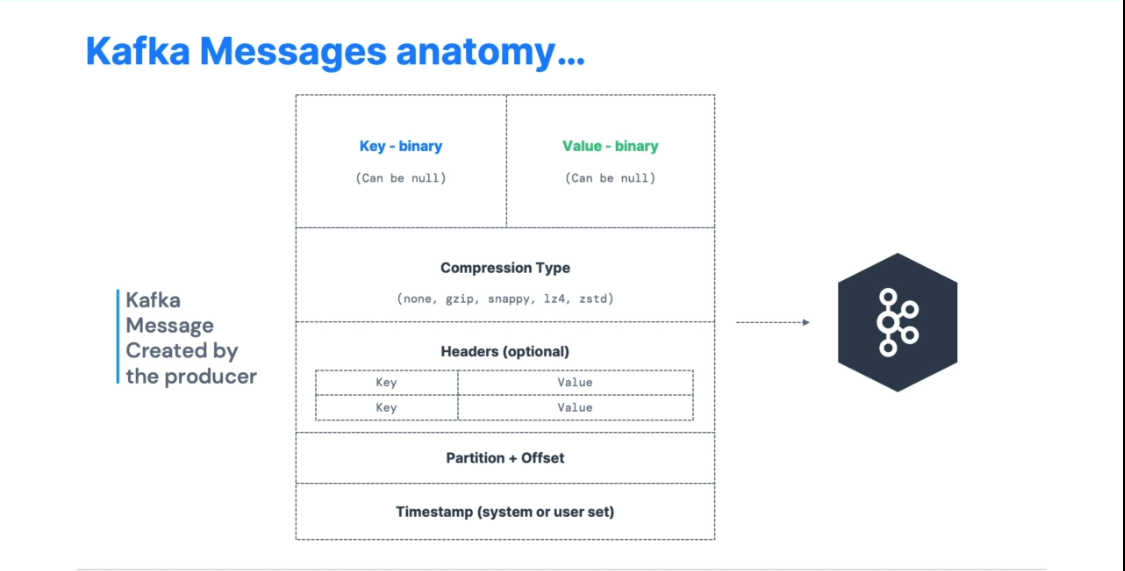 Kafka Messages anatomy...
Key - binary
Value - binary
(Can be null)
(Can be null)
Compression Type
(none, gzip, snappy, lz4, zstd)
Kafka
Message
Created by
the producer
Headers (optional)
Key
Value
Key
Value
Partition + Offset
Timestamp (system or user set)